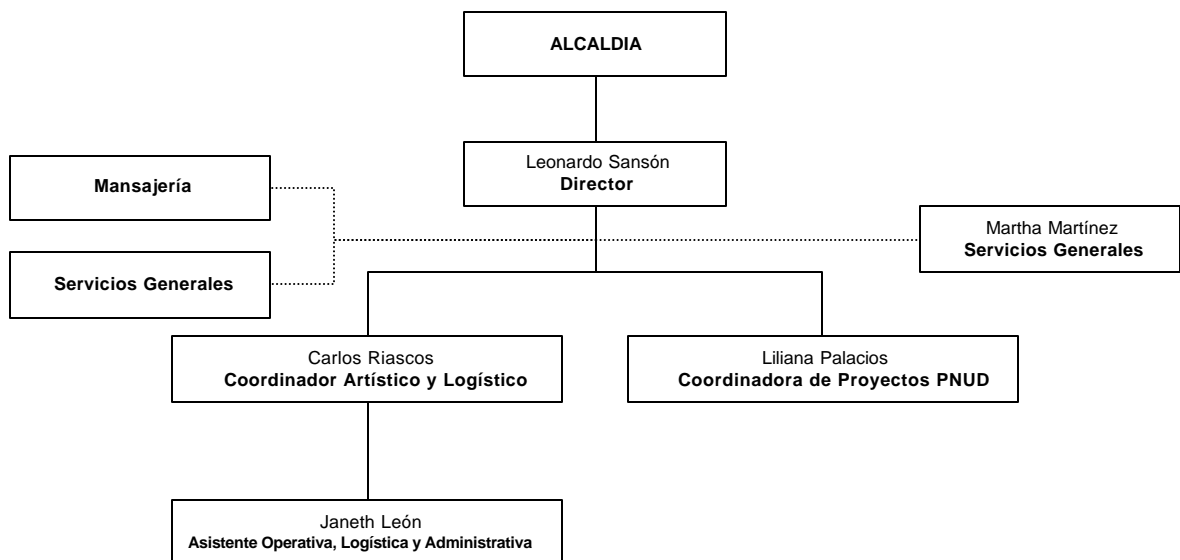 ALCALDIA
Leonardo Sansón
Director
Mansajería
Martha Martínez
Servicios Generales
Servicios Generales
Carlos Riascos
Coordinador Artístico y Logístico
Liliana Palacios
Coordinadora de Proyectos PNUD
Janeth León
Asistente Operativa, Logística y Administrativa